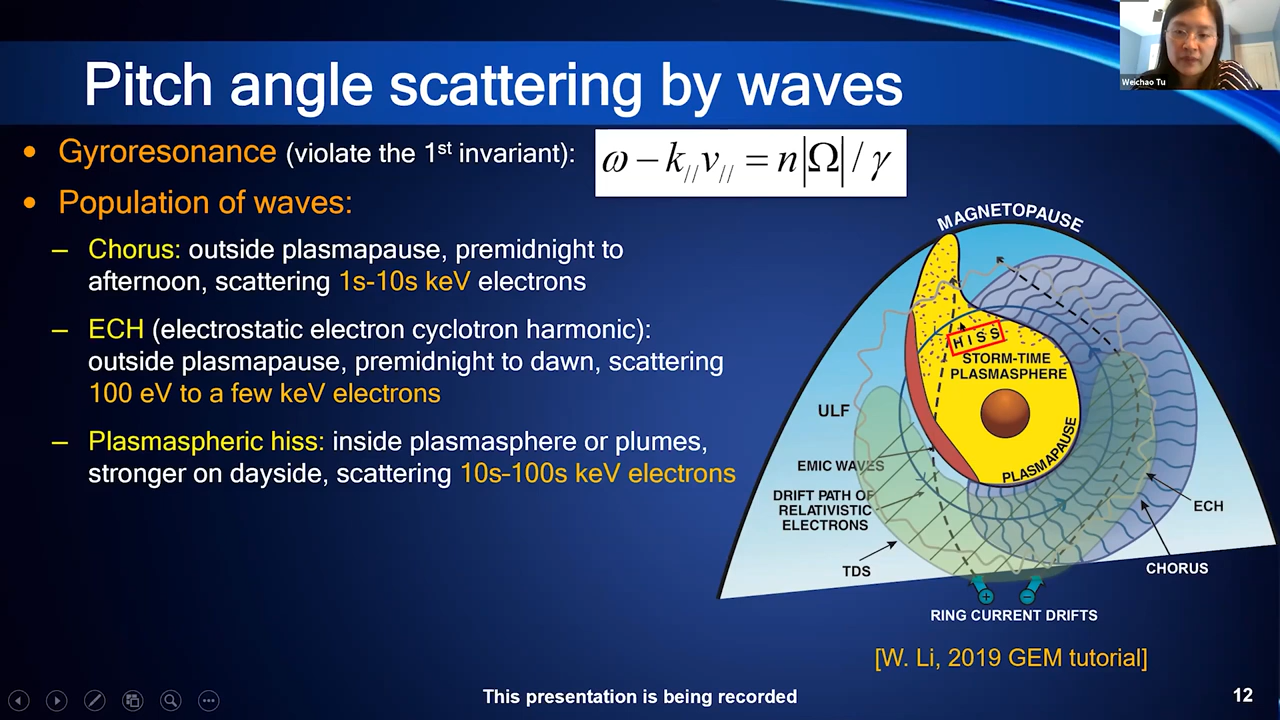 Pitch angle scattering by waves
Weichao Tu
• Gyroresonance (violate the 1st invariant):
ω − k//v// = n|Ω| / γ
• Population of waves:
– Chorus: outside plasmapause, premidnight to
afternoon, scattering 1s-10s keV electrons
– ECH (electrostatic electron cyclotron harmonic):
outside plasmapause, premidnight to dawn, scattering
100 eV to a few keV electrons
– Plasmaspheric hiss: inside plasmasphere or plumes,
stronger on dayside, scattering 10s-100s keV electrons
MAGNETOPAUSE
HISS
STORM-TIME
PLASMASPHERE
ULF
PLASMAPAUSE
EMIC WAVES
DRIFT PATH OF
RELATIVISTIC
ELECTRONS
ECH
TDS
CHORUS
+
−
RING CURRENT DRIFTS
[W. Li, 2019 GEM tutorial]
This presentation is being recorded
12